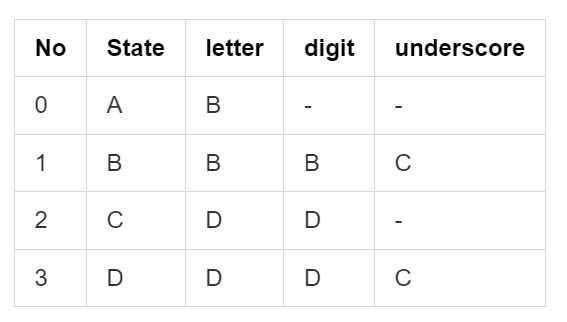 No State letter digit underscore
0 A B - -
1 B B B C
2 C D D -
3 D D D C